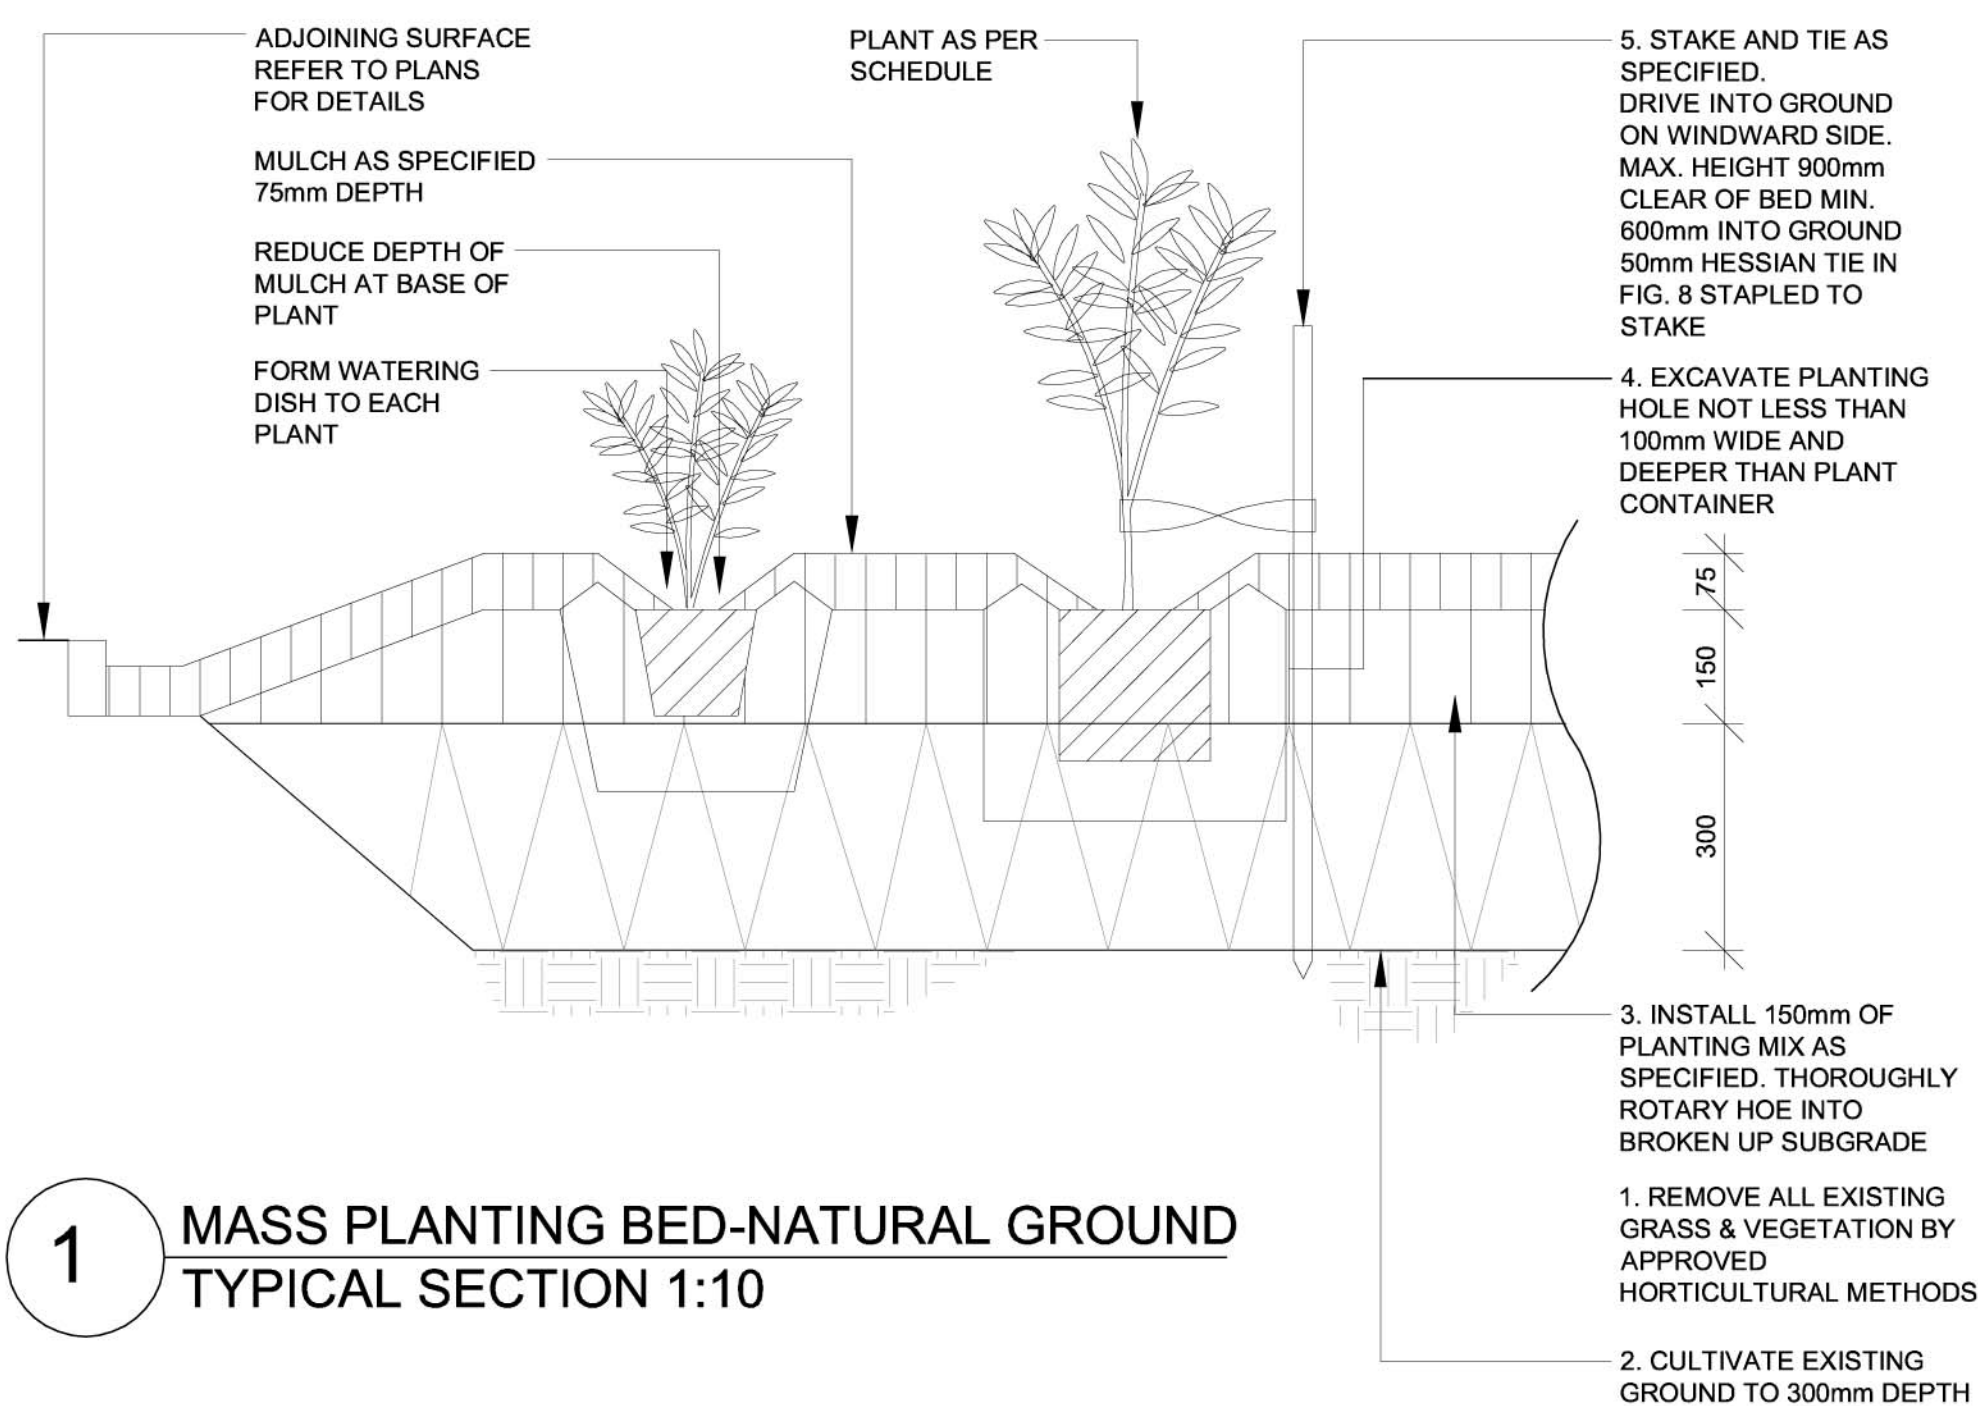 ADJOINING SURFACE
REFER TO PLANS
FOR DETAILS
MULCH AS SPECIFIED
75mm DEPTH
REDUCE DEPTH OF
MULCH AT BASE OF
PLANT
FORM WATERING
DISH TO EACH
PLANT
PLANT AS PER
SCHEDULE
5. STAKE AND TIE AS
SPECIFIED.
DRIVE INTO GROUND
ON WINDWARD SIDE.
MAX. HEIGHT 900mm
CLEAR OF BED MIN.
600mm INTO GROUND
50mm HESSIAN TIE IN
FIG. 8 STAPLED TO
STAKE
4. EXCAVATE PLANTING
HOLE NOT LESS THAN
100mm WIDE AND
DEEPER THAN PLANT
CONTAINER
75
150
300
3. INSTALL 150mm OF
PLANTING MIX AS
SPECIFIED. THOROUGHLY
ROTARY HOE INTO
BROKEN UP SUBGRADE
1. REMOVE ALL EXISTING
GRASS & VEGETATION BY
APPROVED
HORTICULTURAL METHODS
2. CULTIVATE EXISTING
GROUND TO 300mm DEPTH
1
MASS PLANTING BED-NATURAL GROUND
TYPICAL SECTION 1:10